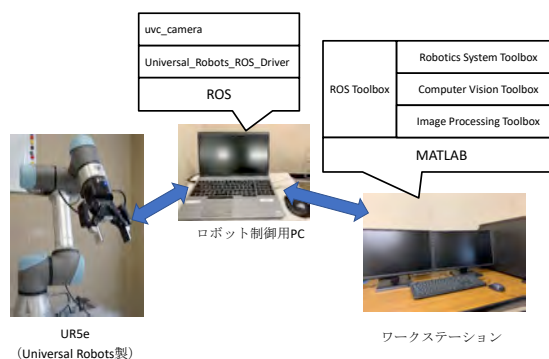 uvc_camera
Universal_Robots_ROS_Driver
ROS
ROS Toolbox
Robotics System Toolbox
Computer Vision Toolbox
Image Processing Toolbox
MATLAB
ロボット制御用PC
UR5e
（Universal Robots製）
ワークステーション